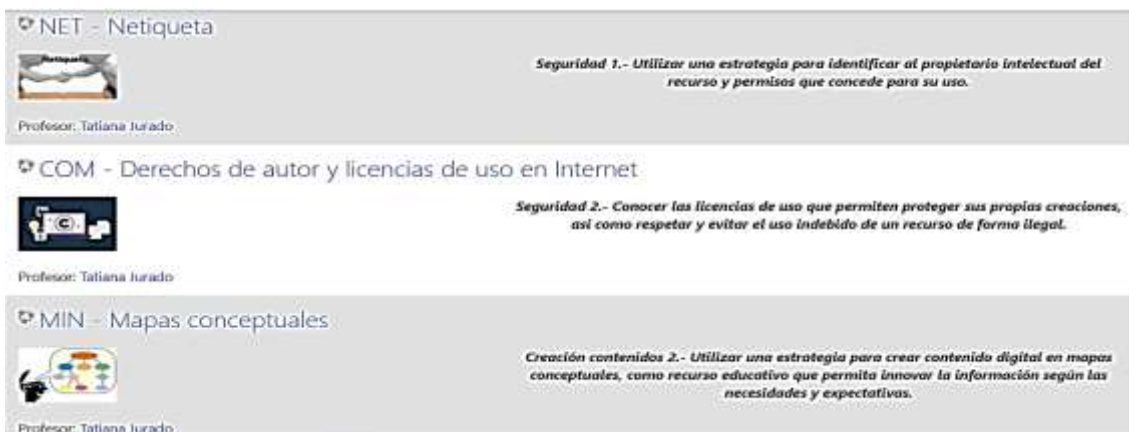 NET - Netiqueta
Netiqueta
Seguridad 1.- Utilizar una estrategia para identificar al propietario intelectual del
recurso y permisos que concede para su uso.
Profesor: Tatiana Jurado
COM - Derechos de autor y licencias de uso en Internet
©
Seguridad 2.- Conocer las licencias de uso que permiten proteger sus propias creaciones,
así como respetar y evitar el uso indebido de un recurso de forma ilegal.
Profesor: Tatiana Jurado
MIN - Mapas conceptuales
Creación contenidos 2.- Utilizar una estrategia para crear contenido digital en mapas
conceptuales, como recurso educativo que permita innovar la información según las
necesidades y expectativas.
Profesor: Tatiana Jurado